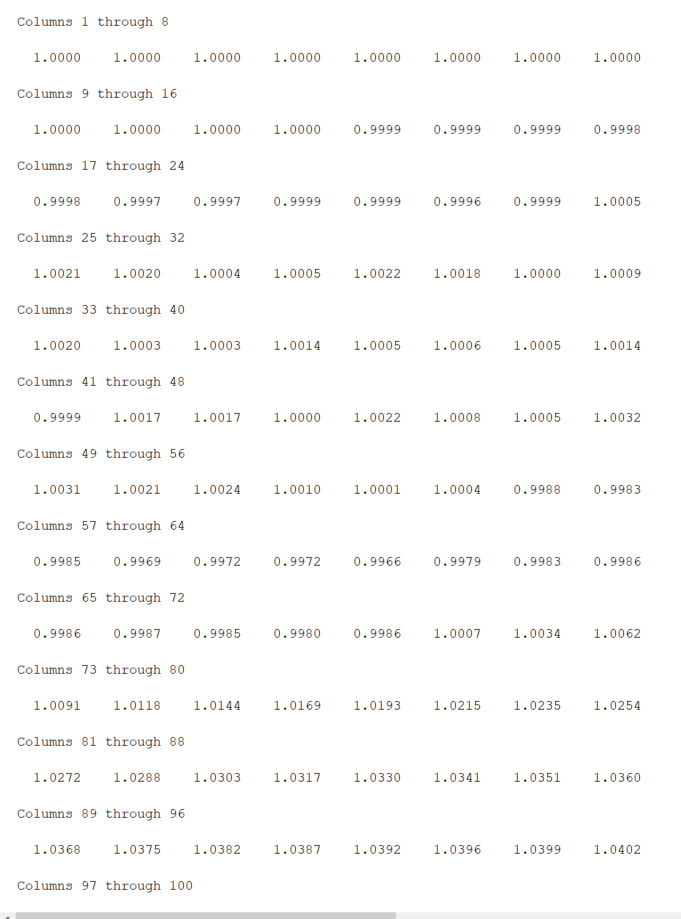 Columns 1 through 8
1.0000 1.0000 1.0000 1.0000 1.0000 1.0000 1.0000 1.0000
Columns 9 through 16
1.0000 1.0000 1.0000 1.0000 0.9999 0.9999 0.9999 0.9998
Columns 17 through 24
0.9998 0.9997 0.9997 0.9999 0.9999 0.9996 0.9999 1.0005
Columns 25 through 32
1.0021 1.0020 1.0004 1.0005 1.0022 1.0018 1.0000 1.0009
Columns 33 through 40
1.0020 1.0003 1.0003 1.0014 1.0005 1.0006 1.0005 1.0014
Columns 41 through 48
0.9999 1.0017 1.0017 1.0000 1.0022 1.0008 1.0005 1.0032
Columns 49 through 56
1.0031 1.0021 1.0024 1.0010 1.0001 1.0004 0.9988 0.9983
Columns 57 through 64
0.9985 0.9969 0.9972 0.9972 0.9966 0.9979 0.9983 0.9986
Columns 65 through 72
0.9986 0.9987 0.9985 0.9980 0.9986 1.0007 1.0034 1.0062
Columns 73 through 80
1.0091 1.0118 1.0144 1.0169 1.0193 1.0215 1.0235 1.0254
Columns 81 through 88
1.0272 1.0288 1.0303 1.0317 1.0330 1.0341 1.0351 1.0360
Columns 89 through 96
1.0368 1.0375 1.0382 1.0387 1.0392 1.0396 1.0399 1.0402
Columns 97 through 100